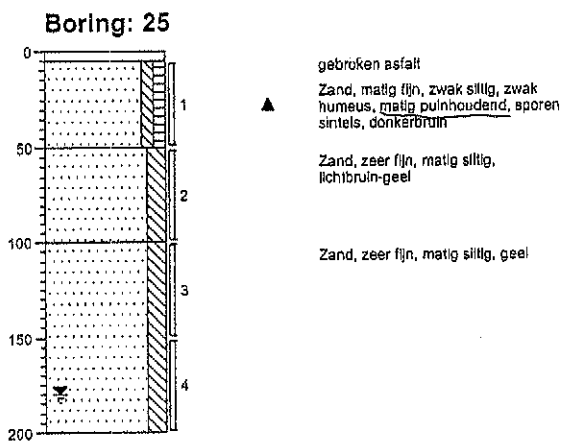 Boring: 25
0
gebroken asfalt
Zand, matig fijn, zwak siltig, zwak
humeus, matig puinhoudend, sporen
sintels, donkerbruin
1
50
Zand, zeer fijn, matig siltig,
lichtbruin-geel
2
100
Zand, zeer fijn, matig siltig, geel
3
150
4
200